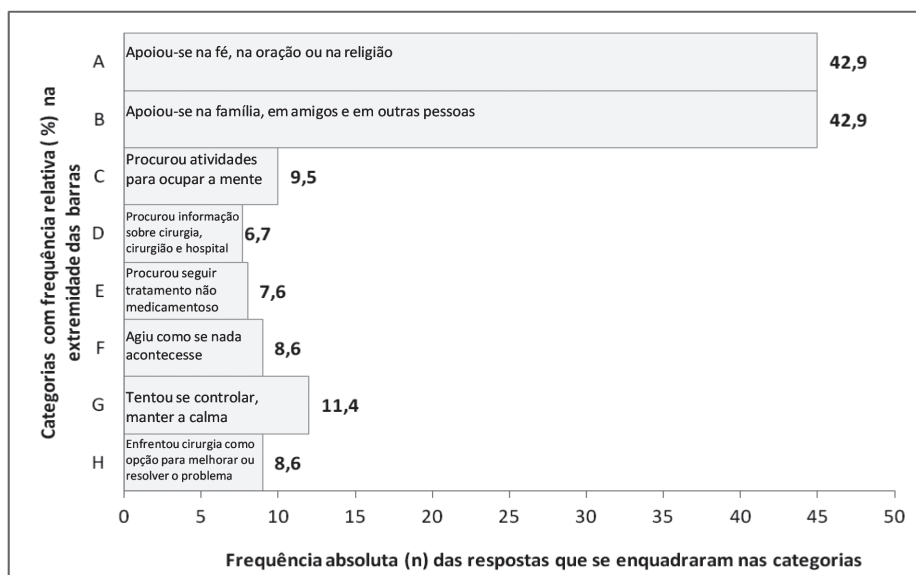 Categorias com frequência relativa (%) na
extremidade das barras
A
Apoiou-se na fé, na oração ou na religião
42,9
B
Apoiou-se na família, em amigos e em outras pessoas
42,9
C
Procurou atividades
para ocupar a mente
9,5
D
Procurou informação
sobre cirurgia,
cirurgião e hospital
6,7
E
Procurou seguir
tratamento não
medicamentoso
7,6
F
Agiu como se nada
acontecesse
8,6
G
Tentou se controlar,
manter a calma
11,4
H
Enfrentou cirurgia como
opção para melhorar ou
resolver o problema
8,6
0 5 10 15 20 25 30 35 40 45 50
Frequência absoluta (n) das respostas que se enquadraram nas categorias